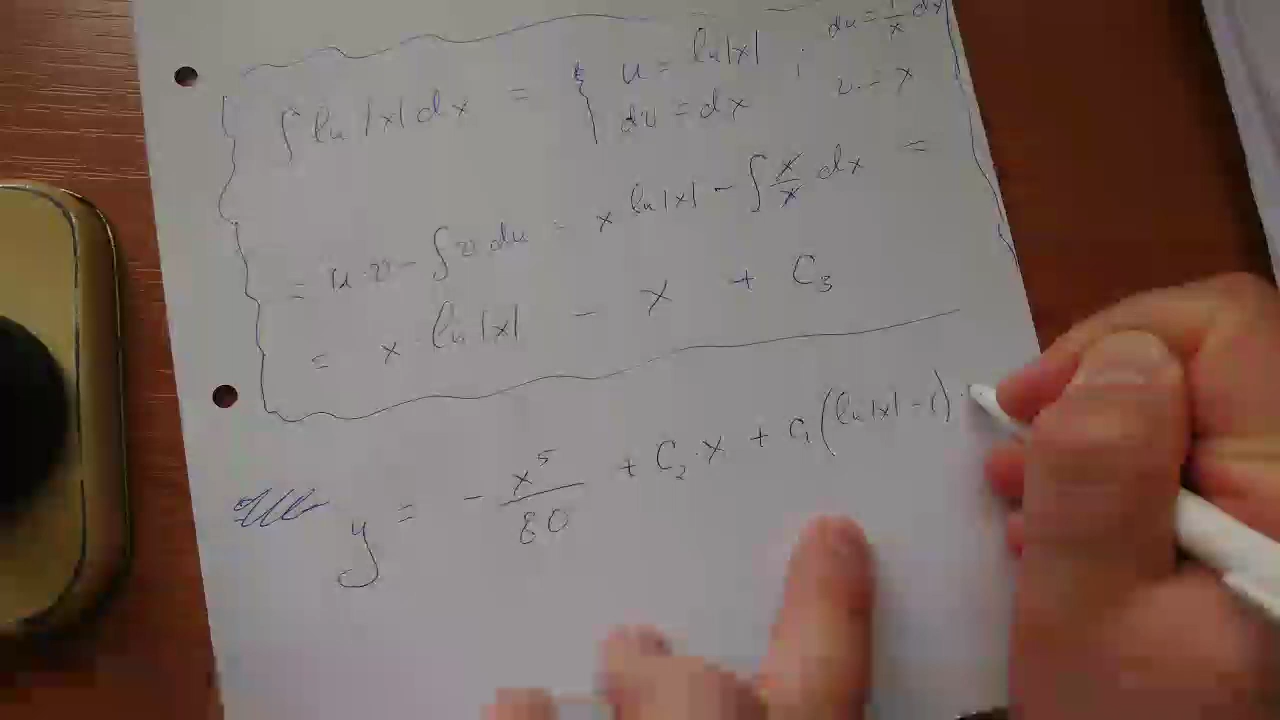 ∫ ln |x| dx = { u = ln|x| ; du = 1/x dx
dv = dx v = x
= u·v - ∫ v du = x ln|x| - ∫ x/x dx =
= x ln|x| - x + C₃
y = - x⁵/80 + C₂·x + C₁(ln|x| - 1)·